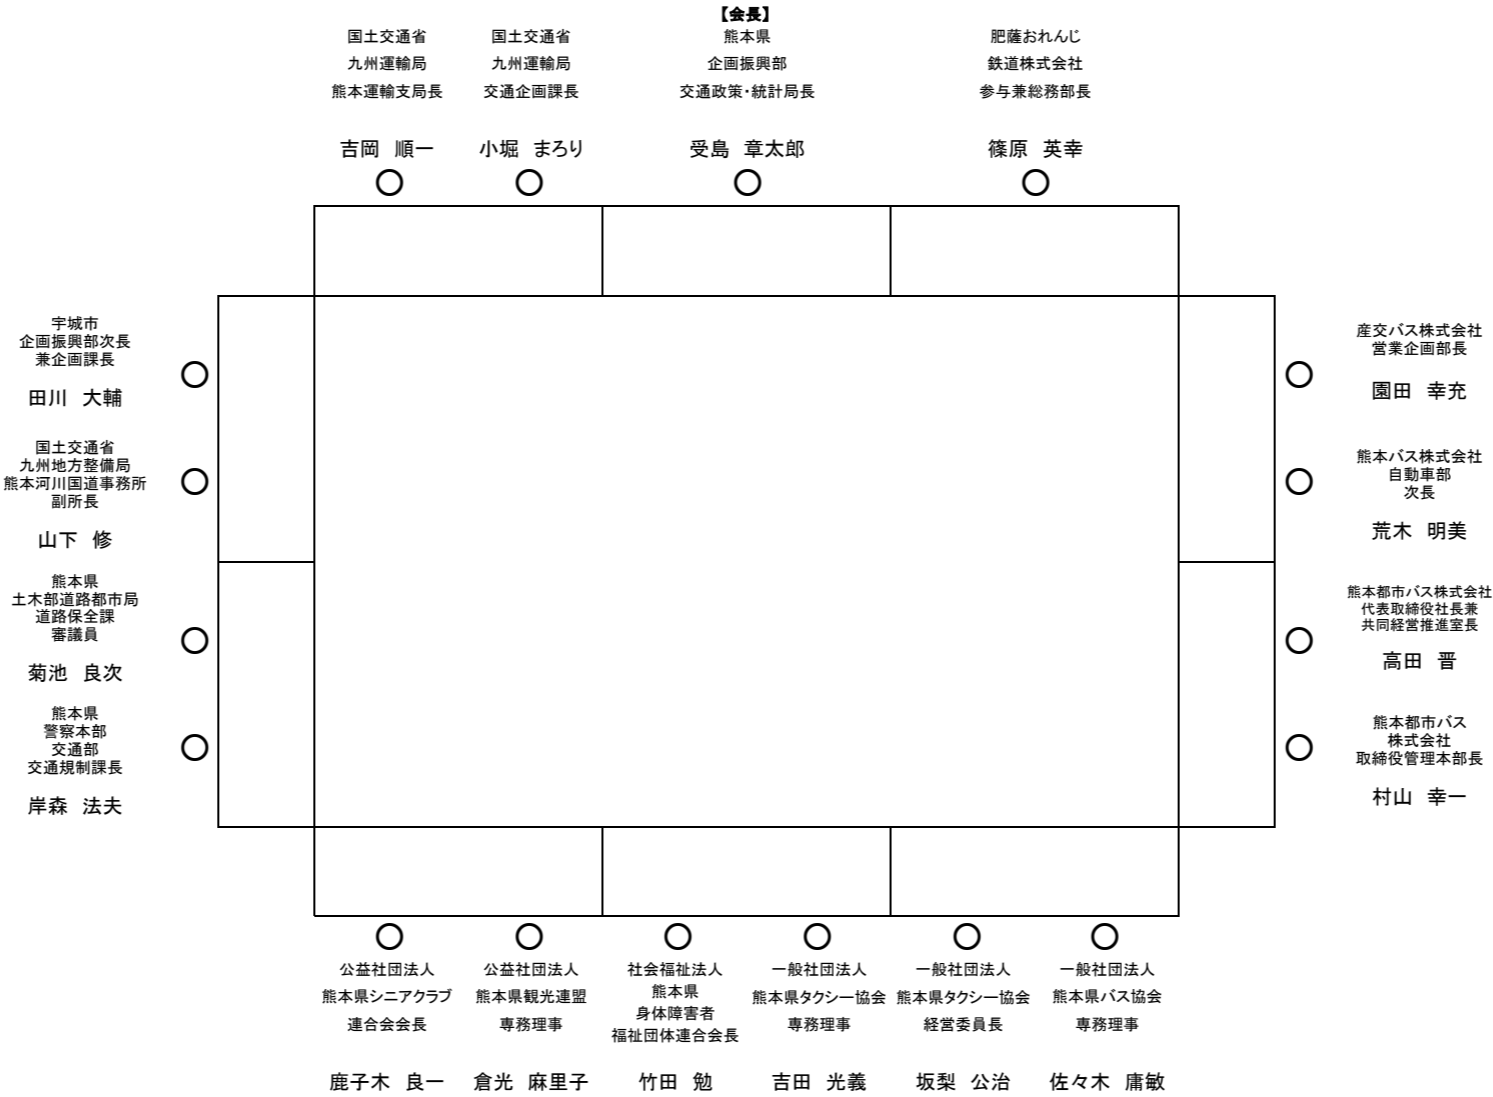 【会長】
国土交通省
九州運輸局
熊本運輸支局長
吉岡　順一
国土交通省
九州運輸局
交通企画課長
小堀　まろり
熊本県
企画振興部
交通政策・統計局長
受島　章太郎
肥薩おれんじ
鉄道株式会社
参与兼総務部長
篠原　英幸
宇城市
企画振興部次長
兼企画課長
田川　大輔
国土交通省
九州地方整備局
熊本河川国道事務所
副所長
山下　修
熊本県
土木部道路都市局
道路保全課
審議員
菊池　良次
熊本県
警察本部
交通部
交通規制課長
岸森　法夫
産交バス株式会社
営業企画部長
園田　幸充
熊本バス株式会社
自動車部
次長
荒木　明美
熊本都市バス株式会社
代表取締役社長兼
共同経営推進室長
高田　晋
熊本都市バス
株式会社
取締役管理本部長
村山　幸一
公益社団法人
熊本県シニアクラブ
連合会会長
鹿子木　良一
公益社団法人
熊本県観光連盟
専務理事
倉光　麻里子
社会福祉法人
熊本県
身体障害者
福祉団体連合会長
竹田　勉
一般社団法人
熊本県タクシー協会
専務理事
吉田　光義
一般社団法人
熊本県タクシー協会
経営委員長
坂梨　公治
一般社団法人
熊本県バス協会
専務理事
佐々木　庸敏